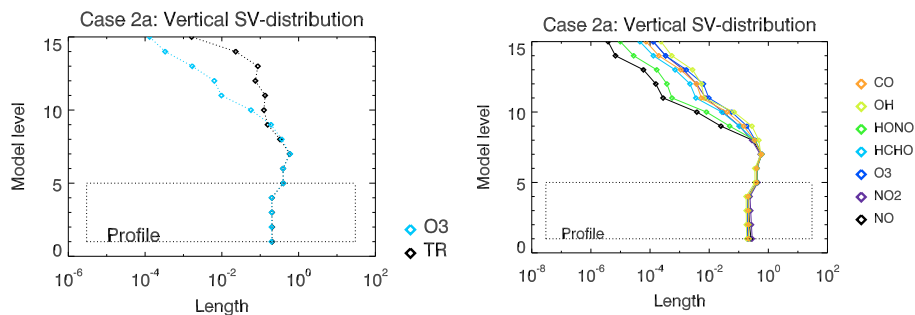 Case 2a: Vertical SV-distribution
Model level
15
10
5
0
Profile
10^-6 10^-4 10^-2 10^0 10^2
Length
O3
TR
Case 2a: Vertical SV-distribution
Model level
15
10
5
0
Profile
10^-8 10^-6 10^-4 10^-2 10^0 10^2
Length
CO
OH
HONO
HCHO
O3
NO2
NO